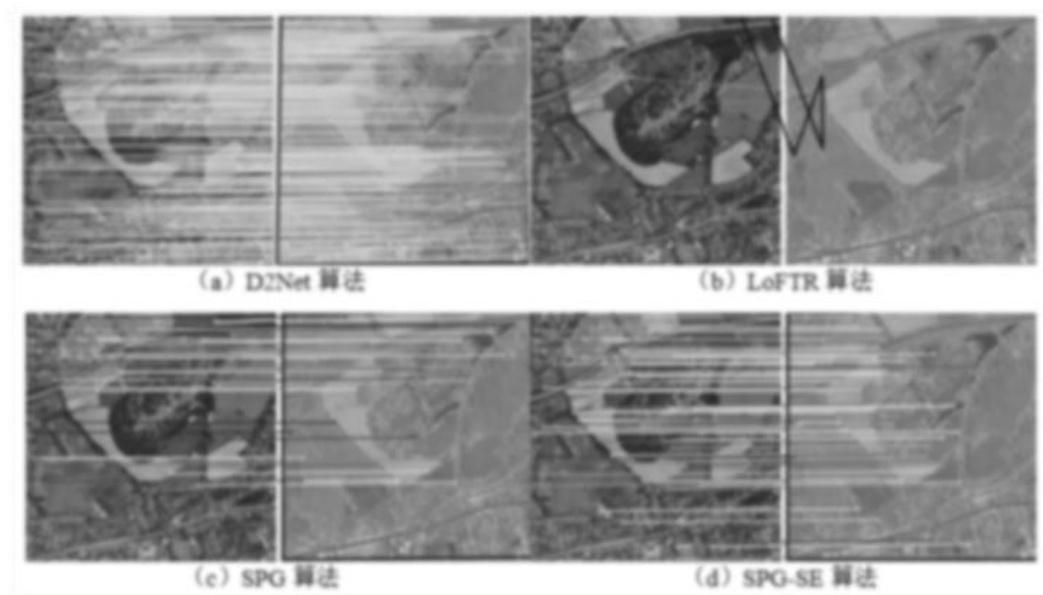 （a）D2Net 算法
（b）LoFTR 算法
（c）SPG 算法
（d）SPG-SE 算法